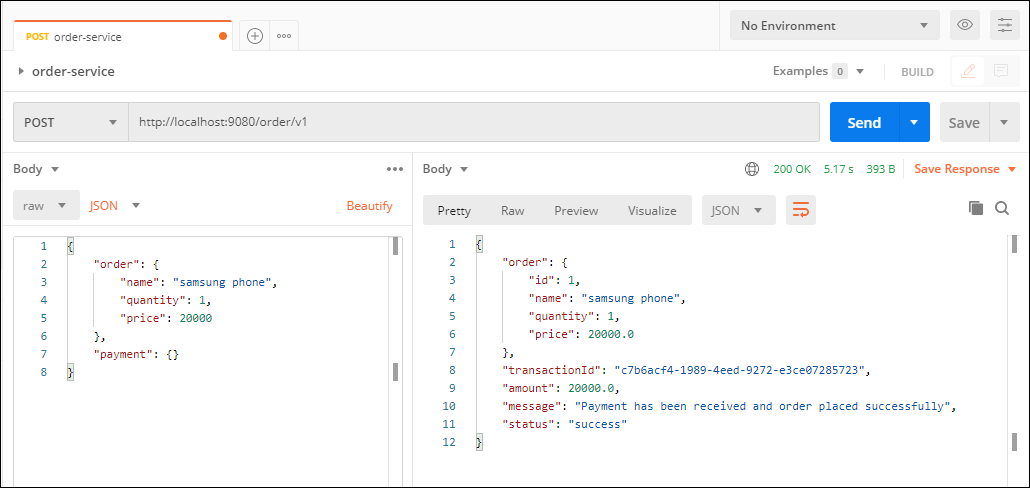 POST order-service
No Environment
order-service
Examples 0
BUILD
POST
http://localhost:9080/order/v1
Send
Save
Body
raw
JSON
Beautify
1 {
2 "order": {
3 "name": "samsung phone",
4 "quantity": 1,
5 "price": 20000
6 },
7 "payment": {}
8 }
Body
200 OK 5.17 s 393 B Save Response
Pretty Raw Preview Visualize JSON
1 {
2 "order": {
3 "id": 1,
4 "name": "samsung phone",
5 "quantity": 1,
6 "price": 20000.0
7 },
8 "transactionId": "c7b6acf4-1989-4eed-9272-e3ce07285723",
9 "amount": 20000.0,
10 "message": "Payment has been received and order placed successfully",
11 "status": "success"
12 }